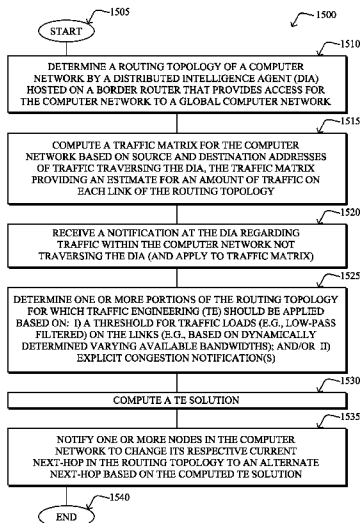 1505
1500
START
1510
DETERMINE A ROUTING TOPOLOGY OF A COMPUTER
NETWORK BY A DISTRIBUTED INTELLIGENCE AGENT (DIA)
HOSTED ON A BORDER ROUTER THAT PROVIDES ACCESS FOR
THE COMPUTER NETWORK TO A GLOBAL COMPUTER NETWORK
1515
COMPUTE A TRAFFIC MATRIX FOR THE COMPUTER
NETWORK BASED ON SOURCE AND DESTINATION ADDRESSES
OF TRAFFIC TRAVERSING THE DIA, THE TRAFFIC MATRIX
PROVIDING AN ESTIMATE FOR AN AMOUNT OF TRAFFIC ON
EACH LINK OF THE ROUTING TOPOLOGY
1520
RECEIVE A NOTIFICATION AT THE DIA REGARDING
TRAFFIC WITHIN THE COMPUTER NETWORK NOT
TRAVERSING THE DIA (AND APPLY TO TRAFFIC MATRIX)
1525
DETERMINE ONE OR MORE PORTIONS OF THE ROUTING TOPOLOGY
FOR WHICH TRAFFIC ENGINEERING (TE) SHOULD BE APPLIED
BASED ON: I) A THRESHOLD FOR TRAFFIC LOADS (E.G., LOW-PASS
FILTERED) ON THE LINKS (E.G., BASED ON DYNAMICALLY
DETERMINED VARYING AVAILABLE BANDWIDTHS); AND/OR II)
EXPLICIT CONGESTION NOTIFICATION(S)
1530
COMPUTE A TE SOLUTION
1535
NOTIFY ONE OR MORE NODES IN THE COMPUTER
NETWORK TO CHANGE ITS RESPECTIVE CURRENT
NEXT-HOP IN THE ROUTING TOPOLOGY TO AN ALTERNATE
NEXT-HOP BASED ON THE COMPUTED TE SOLUTION
END
1540